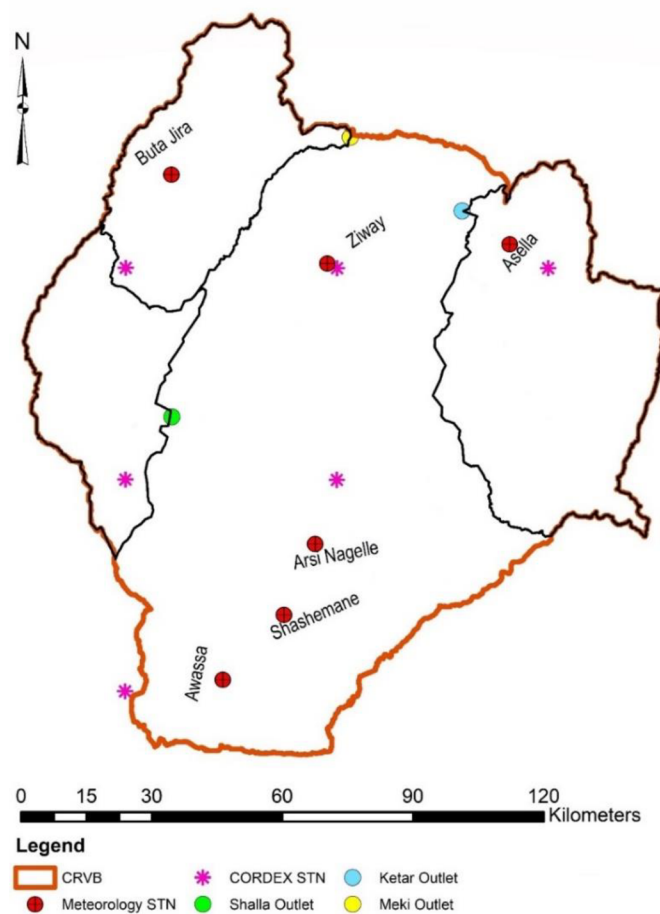 N
Buta Jira
Ziway
Asella
Arsi Nagelle
Shashemane
Awassa
0 15 30 60 90 120
Kilometers
Legend
CRVB CORDEX STN Ketar Outlet
Meteorology STN Shalla Outlet Meki Outlet